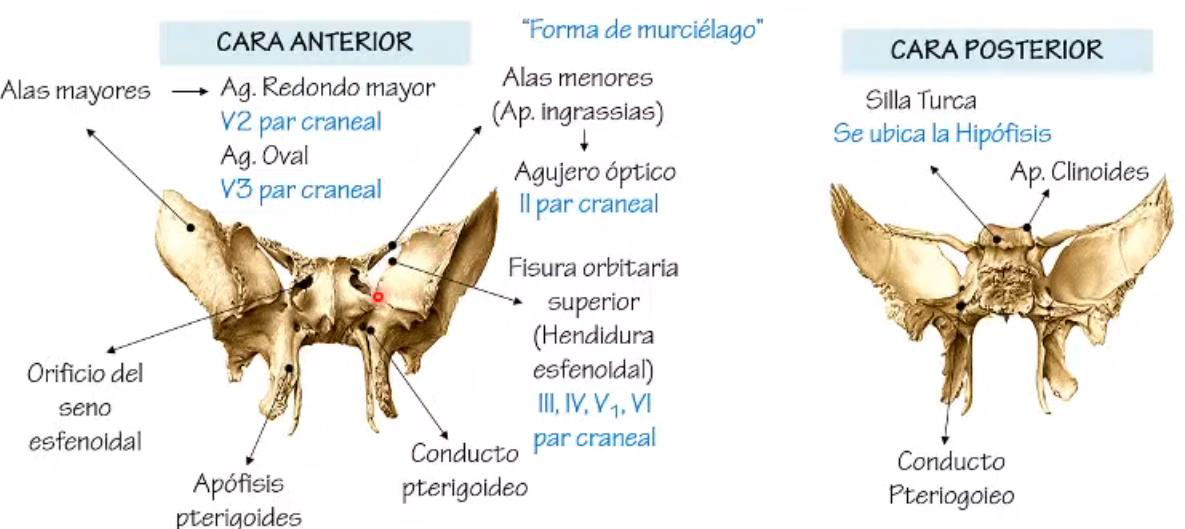 CARA ANTERIOR
"Forma de murciélago"
Alas mayores
Ag. Redondo mayor
V2 par craneal
Ag. Oval
V3 par craneal
Alas menores
(Ap. ingrassias)
Agujero óptico
II par craneal
Fisura orbitaria
superior
(Hendidura
esfenoidal)
III, IV, V1, VI
par craneal
Orificio del
seno
esfenoidal
Apófisis
pterigoides
Conducto
pterigoideo
CARA POSTERIOR
Silla Turca
Se ubica la Hipófisis
Ap. Clinoides
Conducto
Pteriogoieo